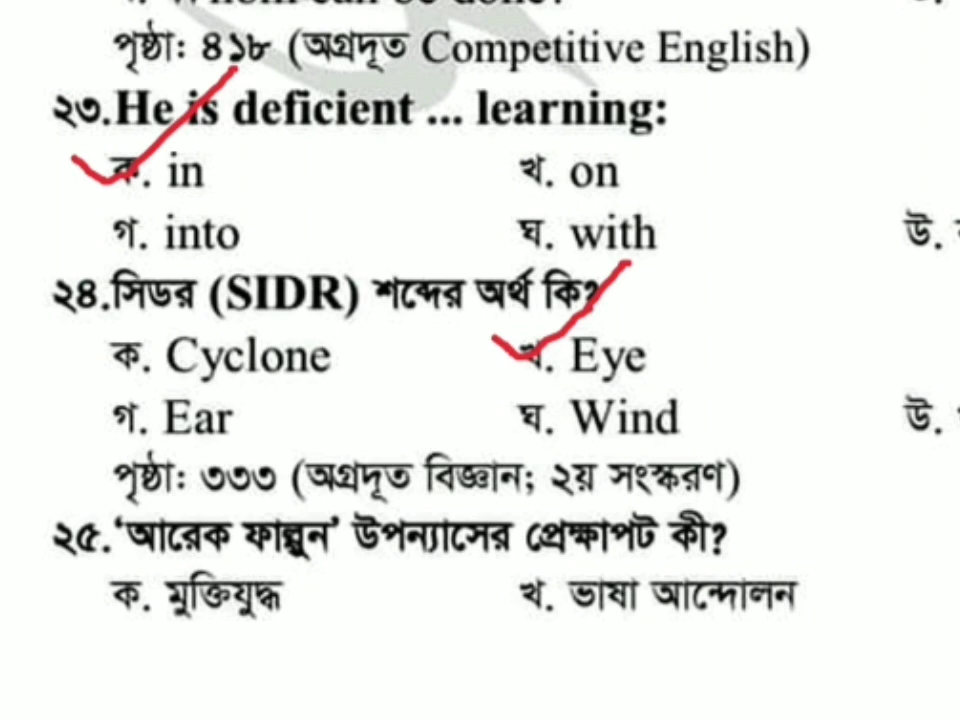 পৃষ্ঠা: ৪১৮ (অগ্রদূত Competitive English)
২৩.He is deficient ... learning:
ক. in খ. on
গ. into ঘ. with উ.
২৪.সিডর (SIDR) শব্দের অর্থ কি?
ক. Cyclone খ. Eye
গ. Ear ঘ. Wind উ.
পৃষ্ঠা: ৩৩৩ (অগ্রদূত বিজ্ঞান; ২য় সংস্করণ)
২৫.‘আরেক ফাল্গুন’ উপন্যাসের প্রেক্ষাপট কী?
ক. মুক্তিযুদ্ধ খ. ভাষা আন্দোলন